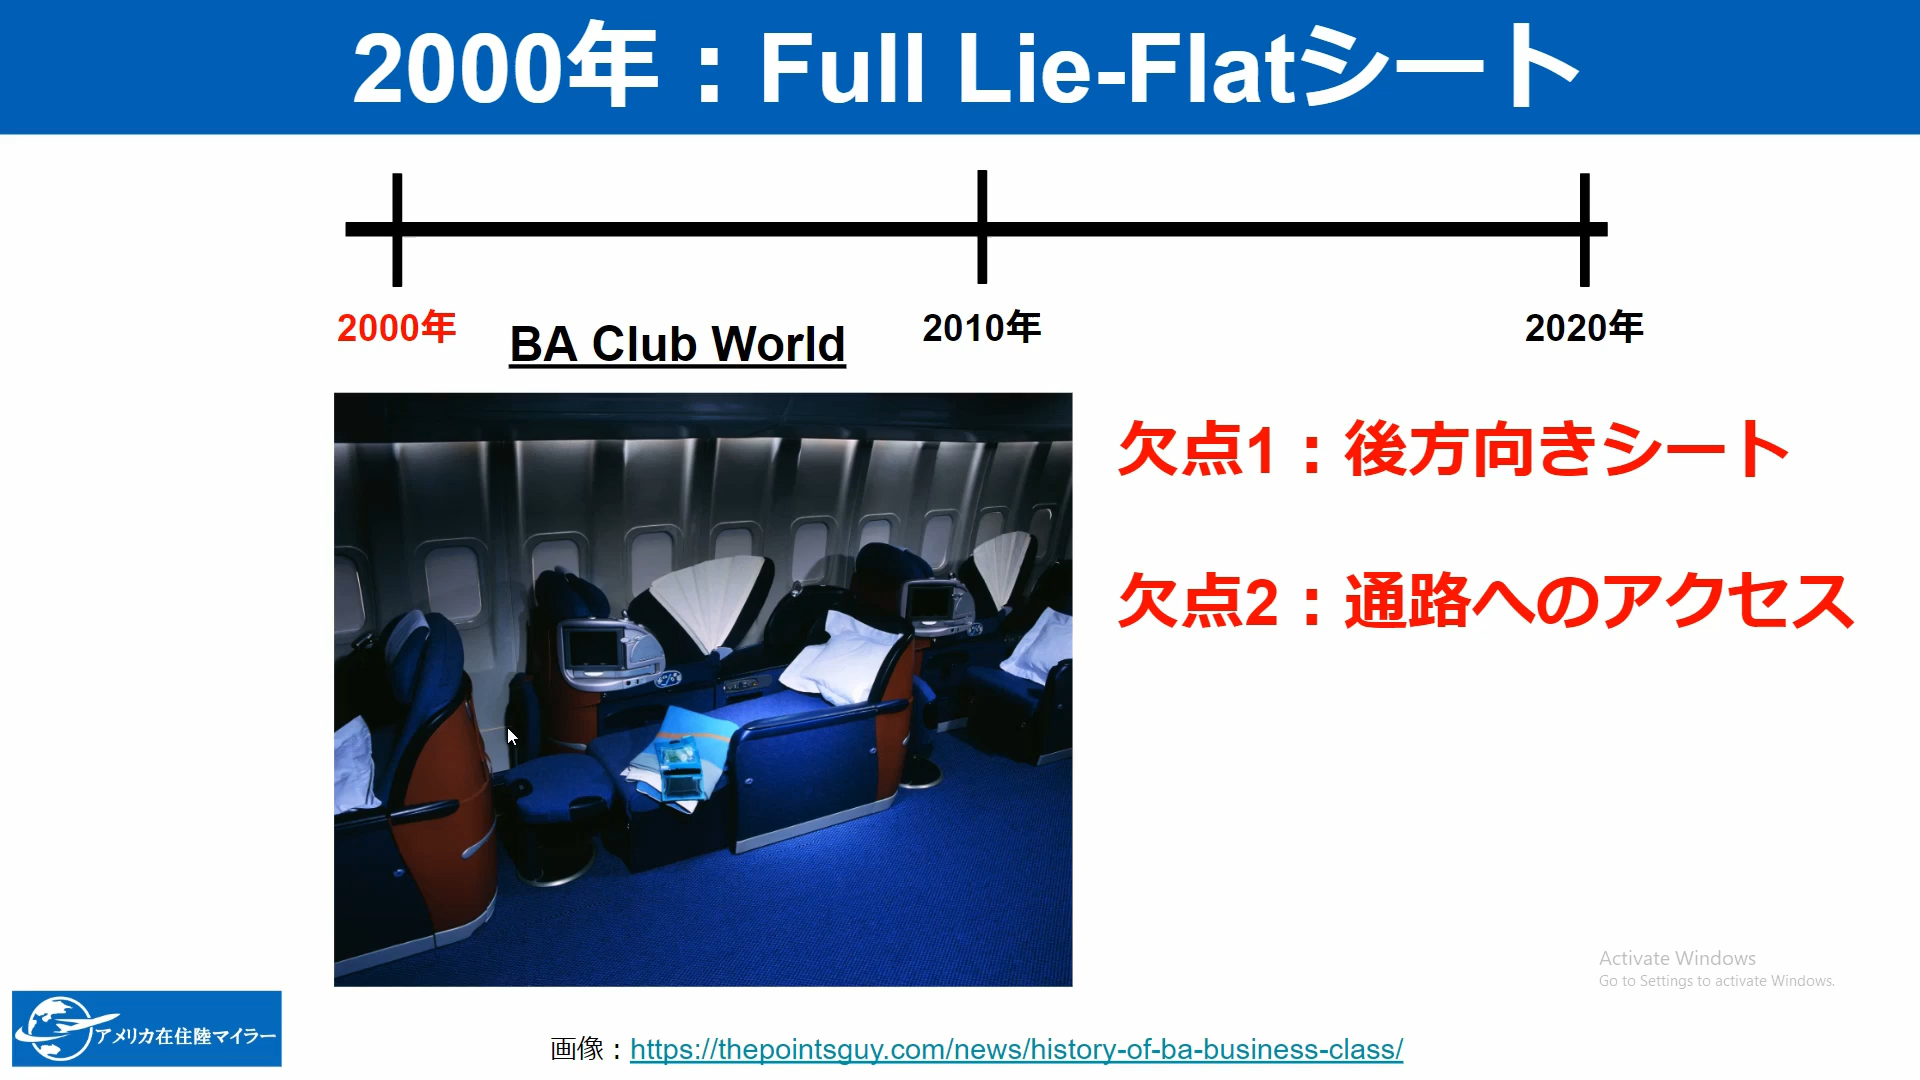 2000年：Full Lie-Flatシート
2000年
BA Club World
2010年
2020年
欠点1：後方向きシート
欠点2：通路へのアクセス
Activate Windows
Go to Settings to activate Windows.
アメリカ在住陸マイラー
画像：https://thepointsguy.com/news/history-of-ba-business-class/